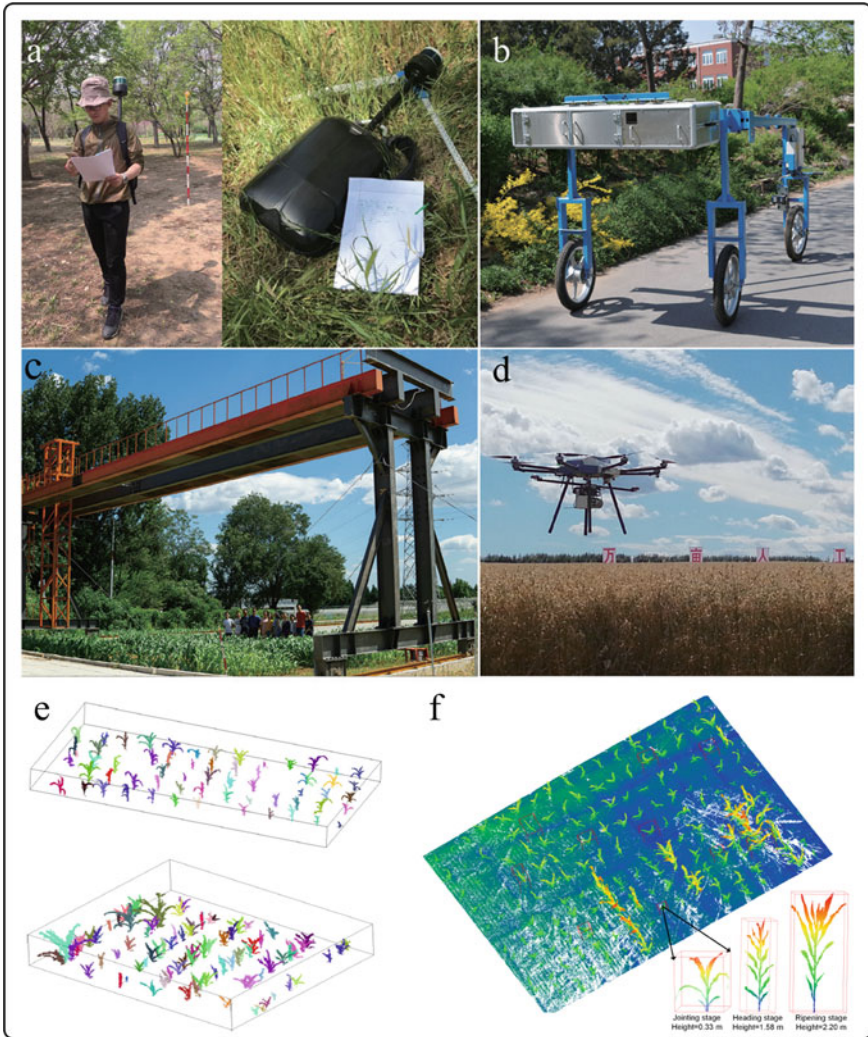 a
b
c
d
万 亩 人 工
e
f
Jointing stage
Height=0.33 m
Heading stage
Height=1.58 m
Ripening stage
Height=2.20 m